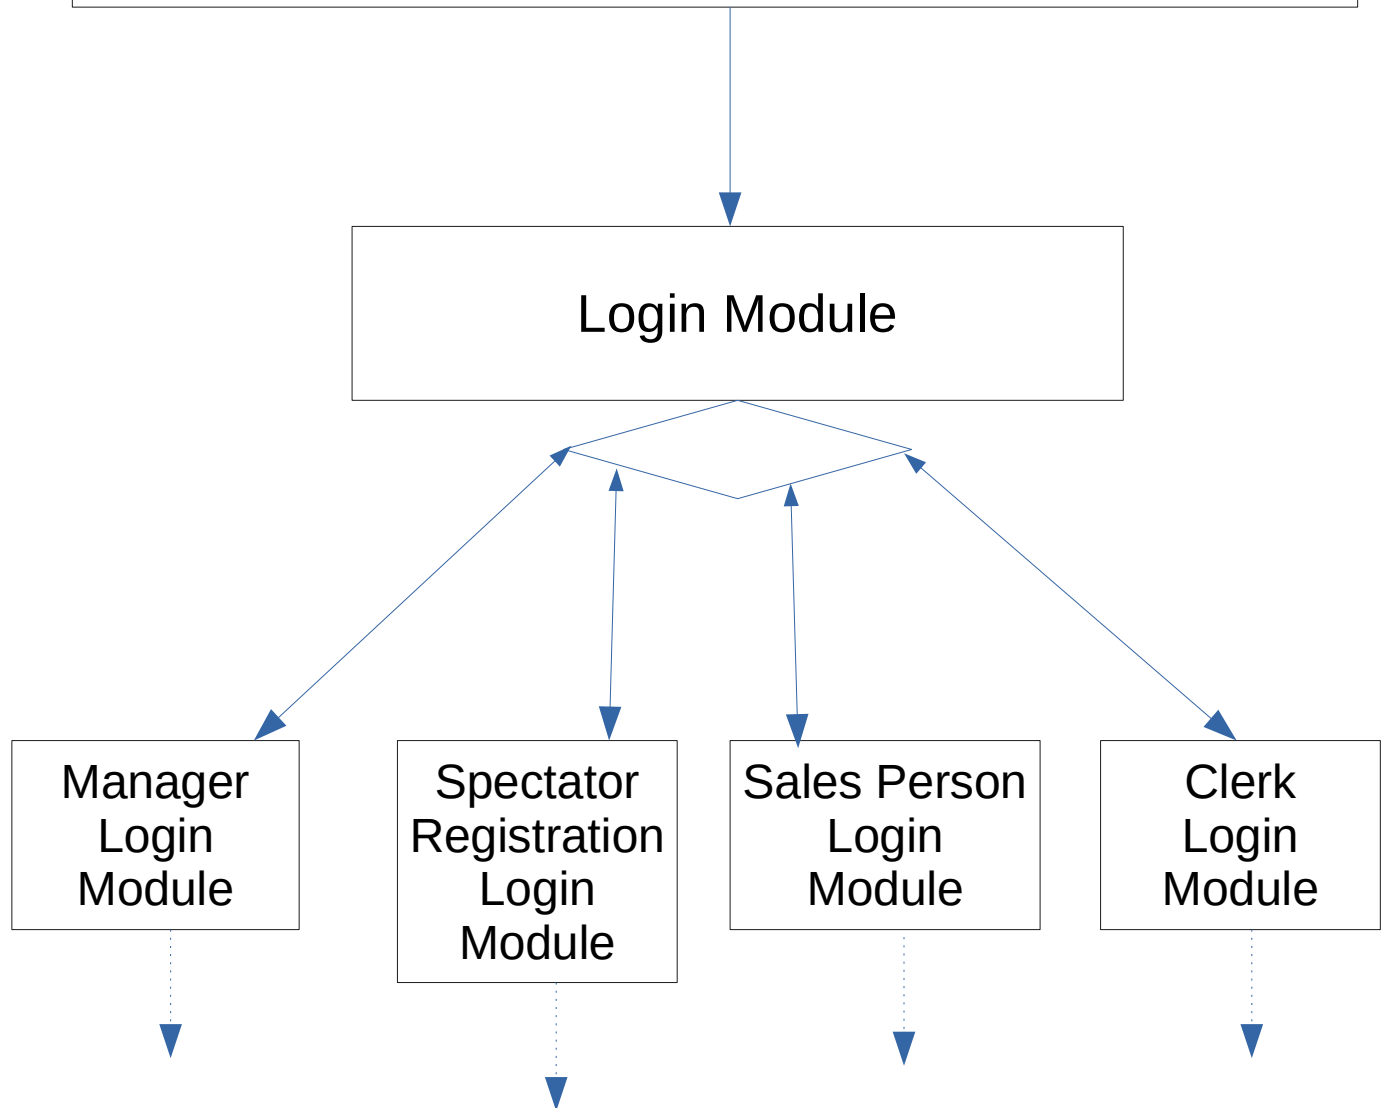 Login Module
Manager
Login
Module
Spectator
Registration
Login
Module
Sales Person
Login
Module
Clerk
Login
Module